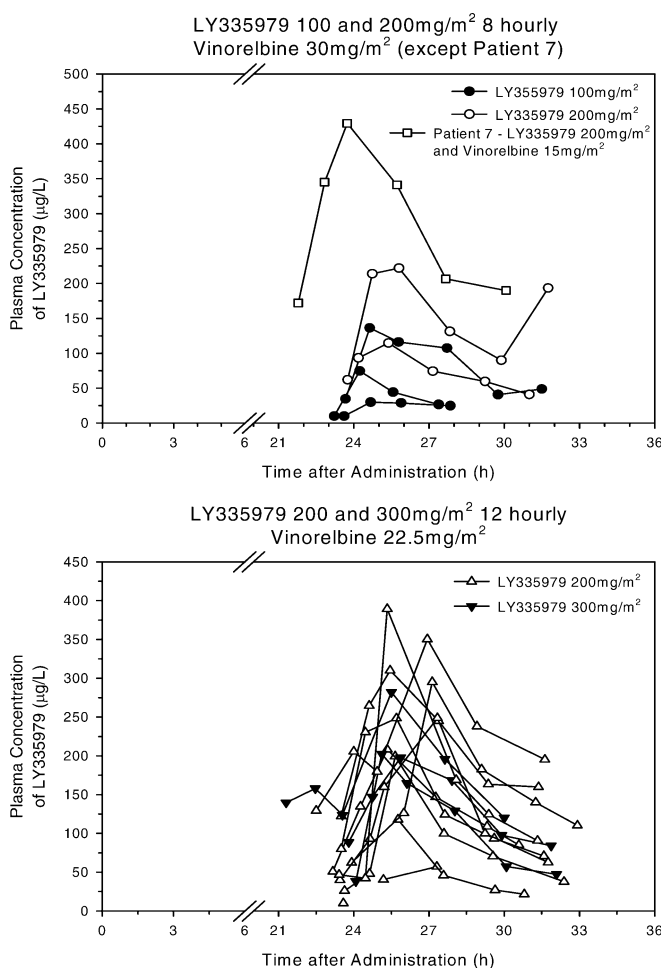 LY335979 100 and 200mg/m² 8 hourly
Vinorelbine 30mg/m² (except Patient 7)
500
450
400
350
300
250
200
150
100
50
0
Plasma Concentration
of LY335979 (μg/L)
LY355979 100mg/m²
LY335979 200mg/m²
Patient 7 - LY335979 200mg/m²
and Vinorelbine 15mg/m²
0 3 6 21 24 27 30 33 36
Time after Administration (h)
LY335979 200 and 300mg/m² 12 hourly
Vinorelbine 22.5mg/m²
450
400
350
300
250
200
150
100
50
0
Plasma Concentration
of LY335979 (μg/L)
LY335979 200mg/m²
LY335979 300mg/m²
0 3 6 21 24 27 30 33 36
Time after Administration (h)